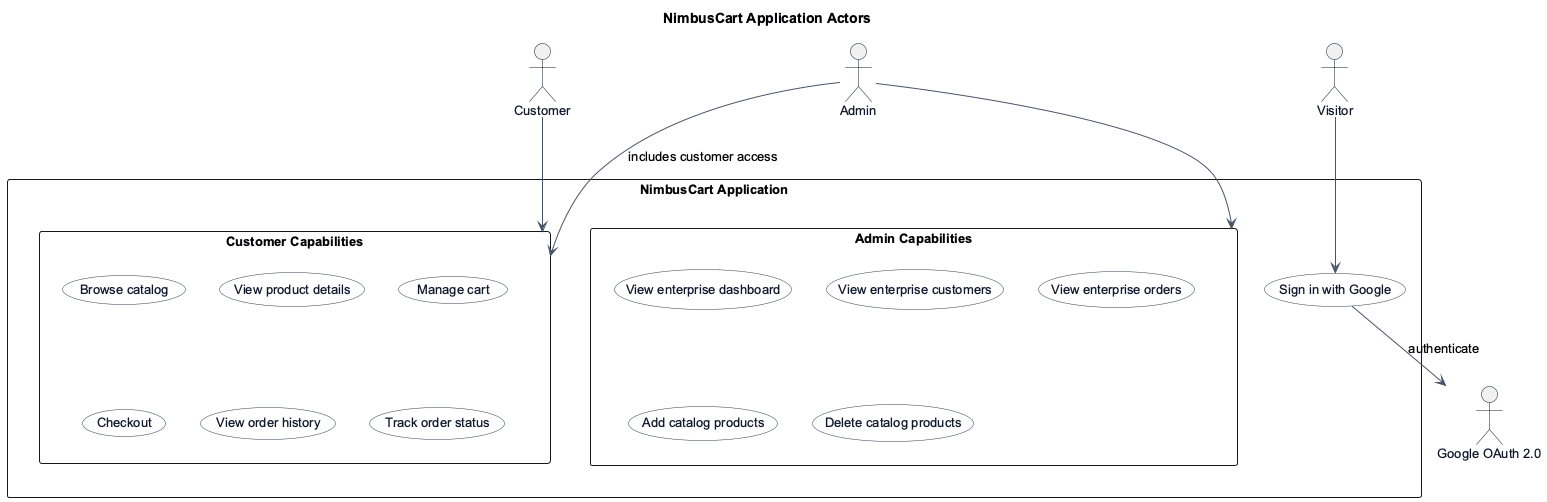 NimbusCart Application Actors
Customer
Admin
Visitor
includes customer access
NimbusCart Application
Customer Capabilities
Browse catalog
View product details
Manage cart
Checkout
View order history
Track order status
Admin Capabilities
View enterprise dashboard
View enterprise customers
View enterprise orders
Add catalog products
Delete catalog products
Sign in with Google
authenticate
Google OAuth 2.0